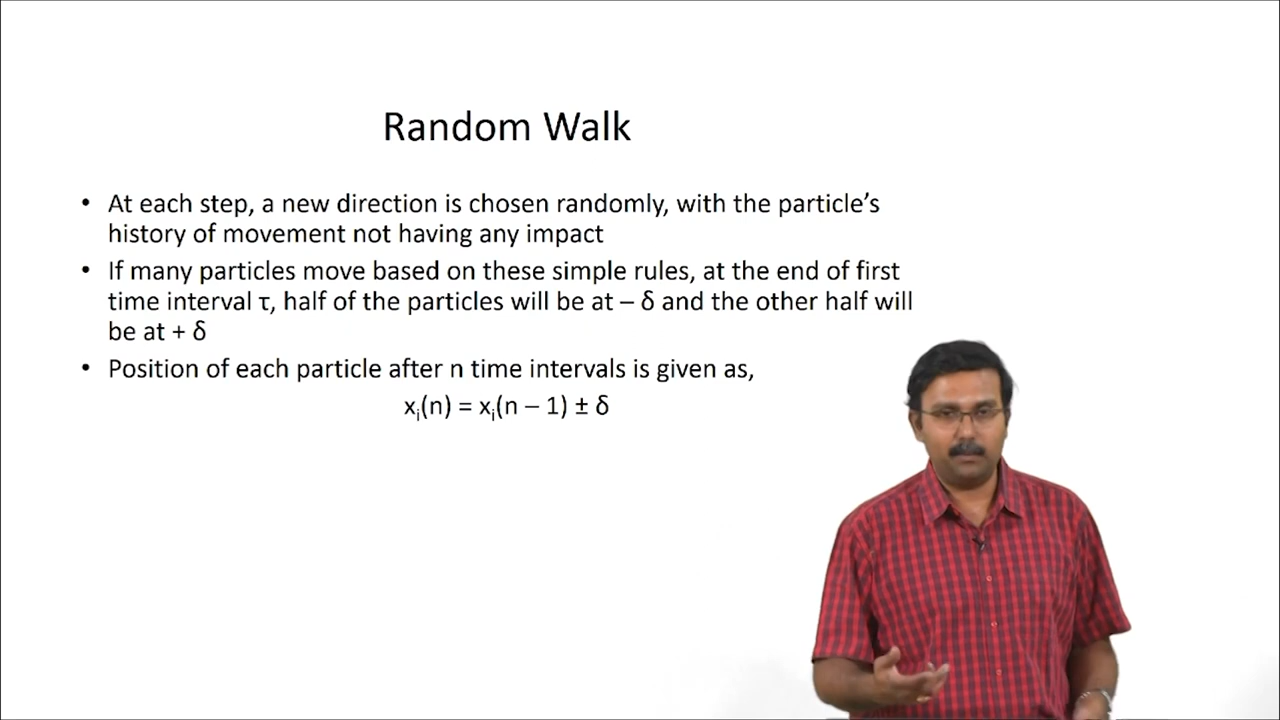 Random Walk
• At each step, a new direction is chosen randomly, with the particle’s
history of movement not having any impact
• If many particles move based on these simple rules, at the end of first
time interval τ, half of the particles will be at – δ and the other half will
be at + δ
• Position of each particle after n time intervals is given as,
xᵢ(n) = xᵢ(n – 1) ± δ